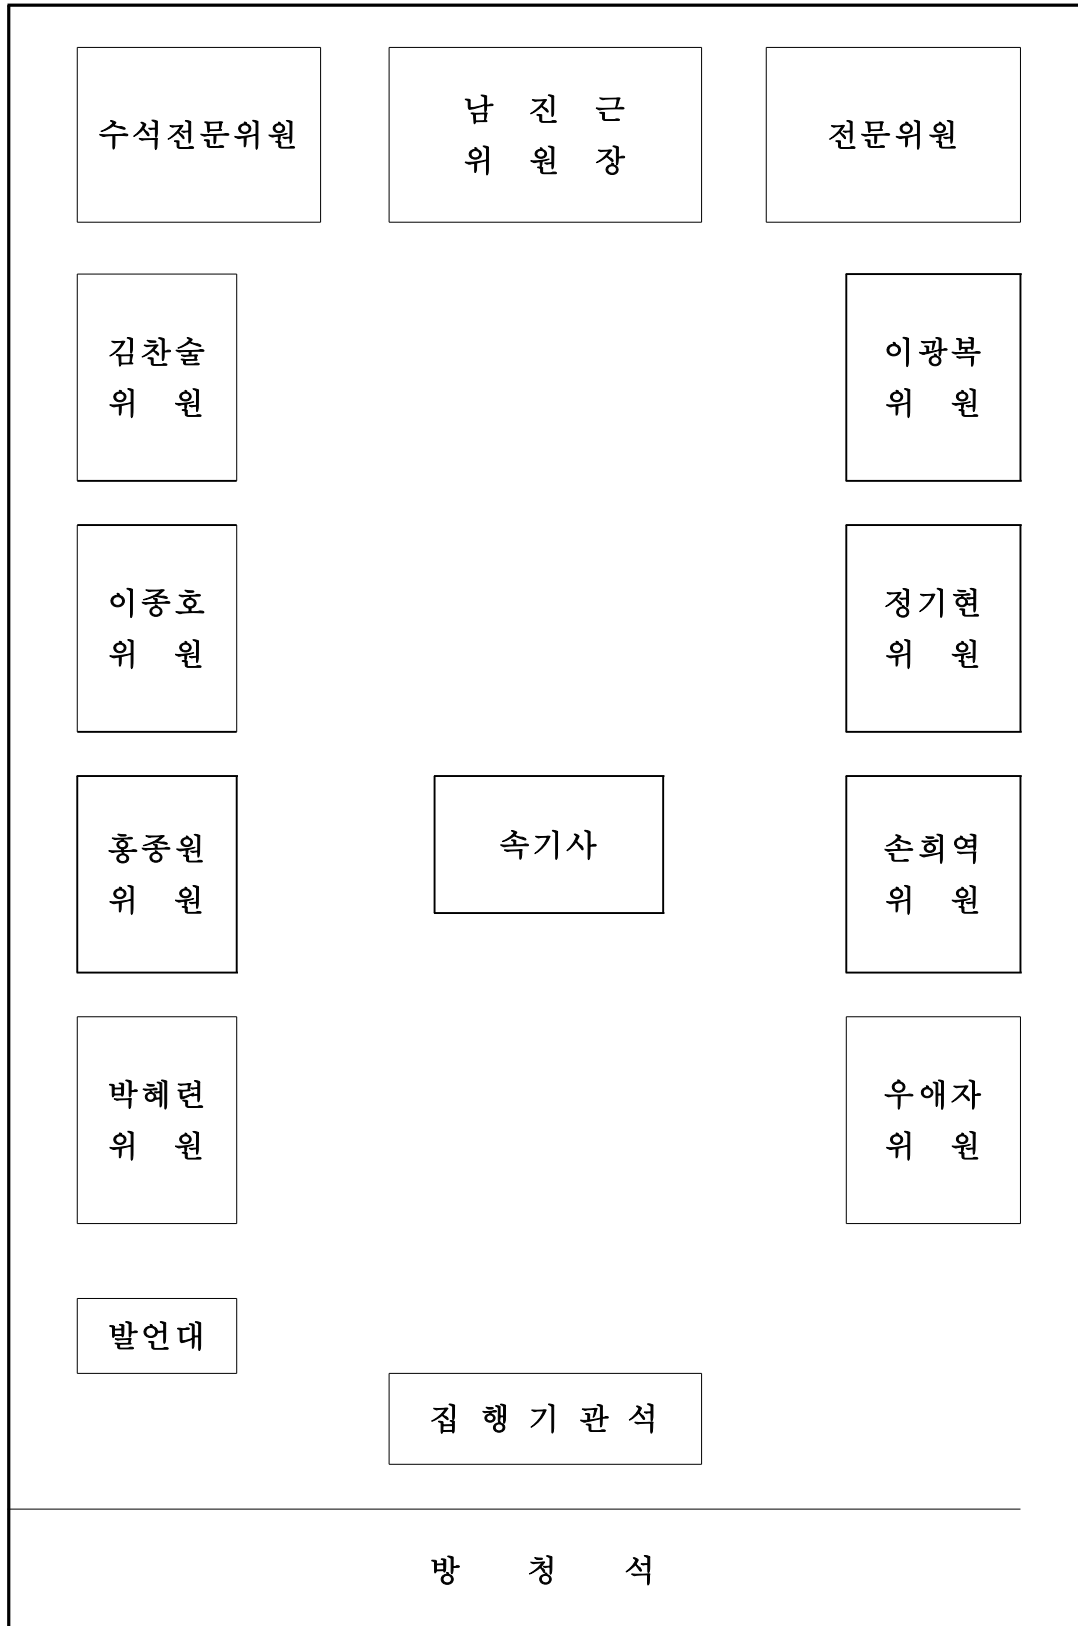 수석전문위원
남 진 근
위 원 장
전문위원
김찬술
위 원
이광복
위 원
이종호
위 원
정기현
위 원
홍종원
위 원
속기사
손희역
위 원
박혜련
위 원
우애자
위 원
발언대
집 행 기 관 석
방 청 석